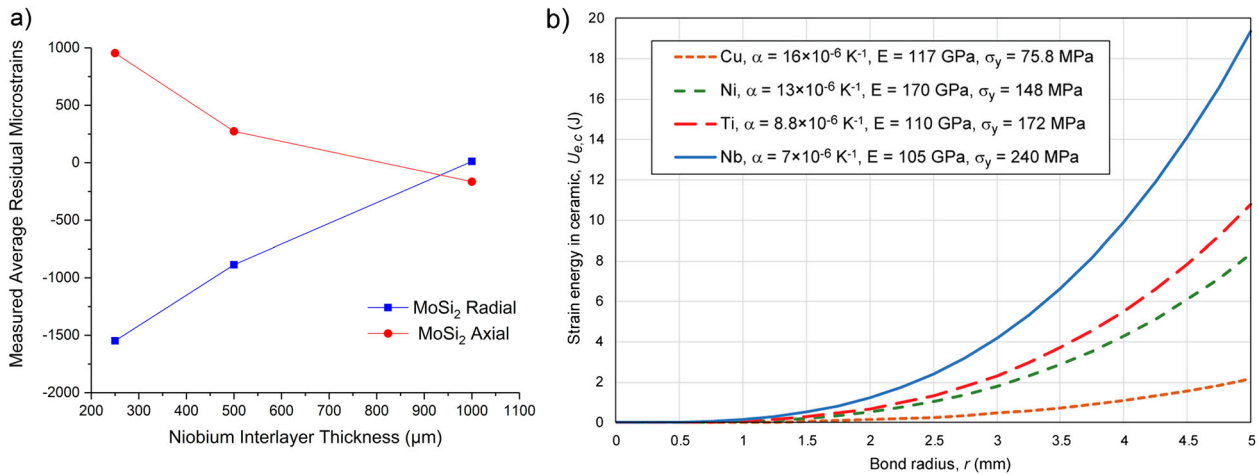 a)
Measured Average Residual Microstrains
1000
500
0
-500
-1000
-1500
-2000
MoSi₂ Radial
MoSi₂ Axial
200 300 400 500 600 700 800 900 1000 1100
Niobium Interlayer Thickness (µm)
b)
Strain energy in ceramic, Uₑ,c (J)
20
18
16
14
12
10
8
6
4
2
0
Cu, α = 16×10⁻⁶ K⁻¹, E = 117 GPa, σy = 75.8 MPa
Ni, α = 13×10⁻⁶ K⁻¹, E = 170 GPa, σy = 148 MPa
Ti, α = 8.8×10⁻⁶ K⁻¹, E = 110 GPa, σy = 172 MPa
Nb, α = 7×10⁻⁶ K⁻¹, E = 105 GPa, σy = 240 MPa
0 0.5 1 1.5 2 2.5 3 3.5 4 4.5 5
Bond radius, r (mm)